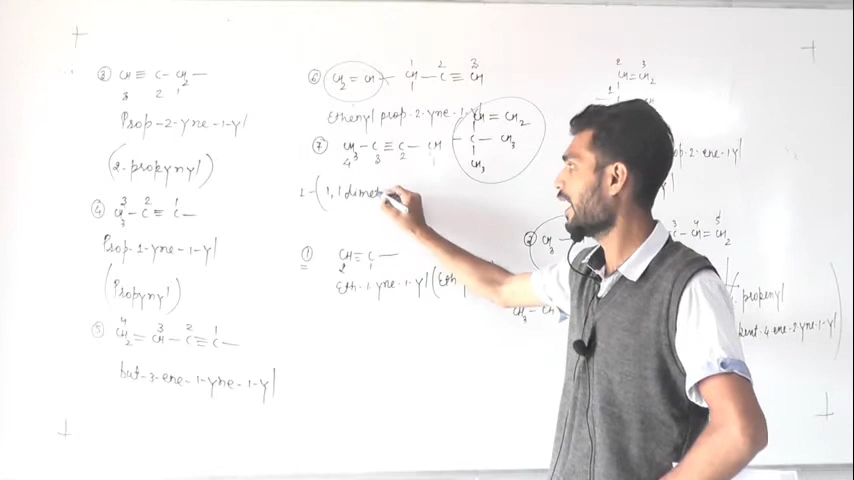 ③ CH ≡ C - CH2 -
3 2 1
Prop-2-yne-1-yl
(2-propynyl)
3 2 1
④ CH3 - C ≡ C -
Prop-1-yne-1-yl
(Propynyl)
4 3 2 1
⑤ CH2 = CH - C ≡ C -
but-3-ene-1-yne-1-yl
1 2 3
⑥ CH2 = CH - CH - C ≡ CH
Ethenyl prop-2-yne-1-yl
CH = CH2
⑦ CH3 - C ≡ C - CH - C - CH3
4 3 2 1
CH3
1-(1,1 dimet
① CH ≡ C -
2 1
Eth-1-yne-1-yl (Eth
2 3
CH = CH2
1
prop-2-ene-1-yl
3 4 5
② CH3 C - CH = CH2
CH3 - CH
propenyl
pent-4-ene-2-yne-1-yl)